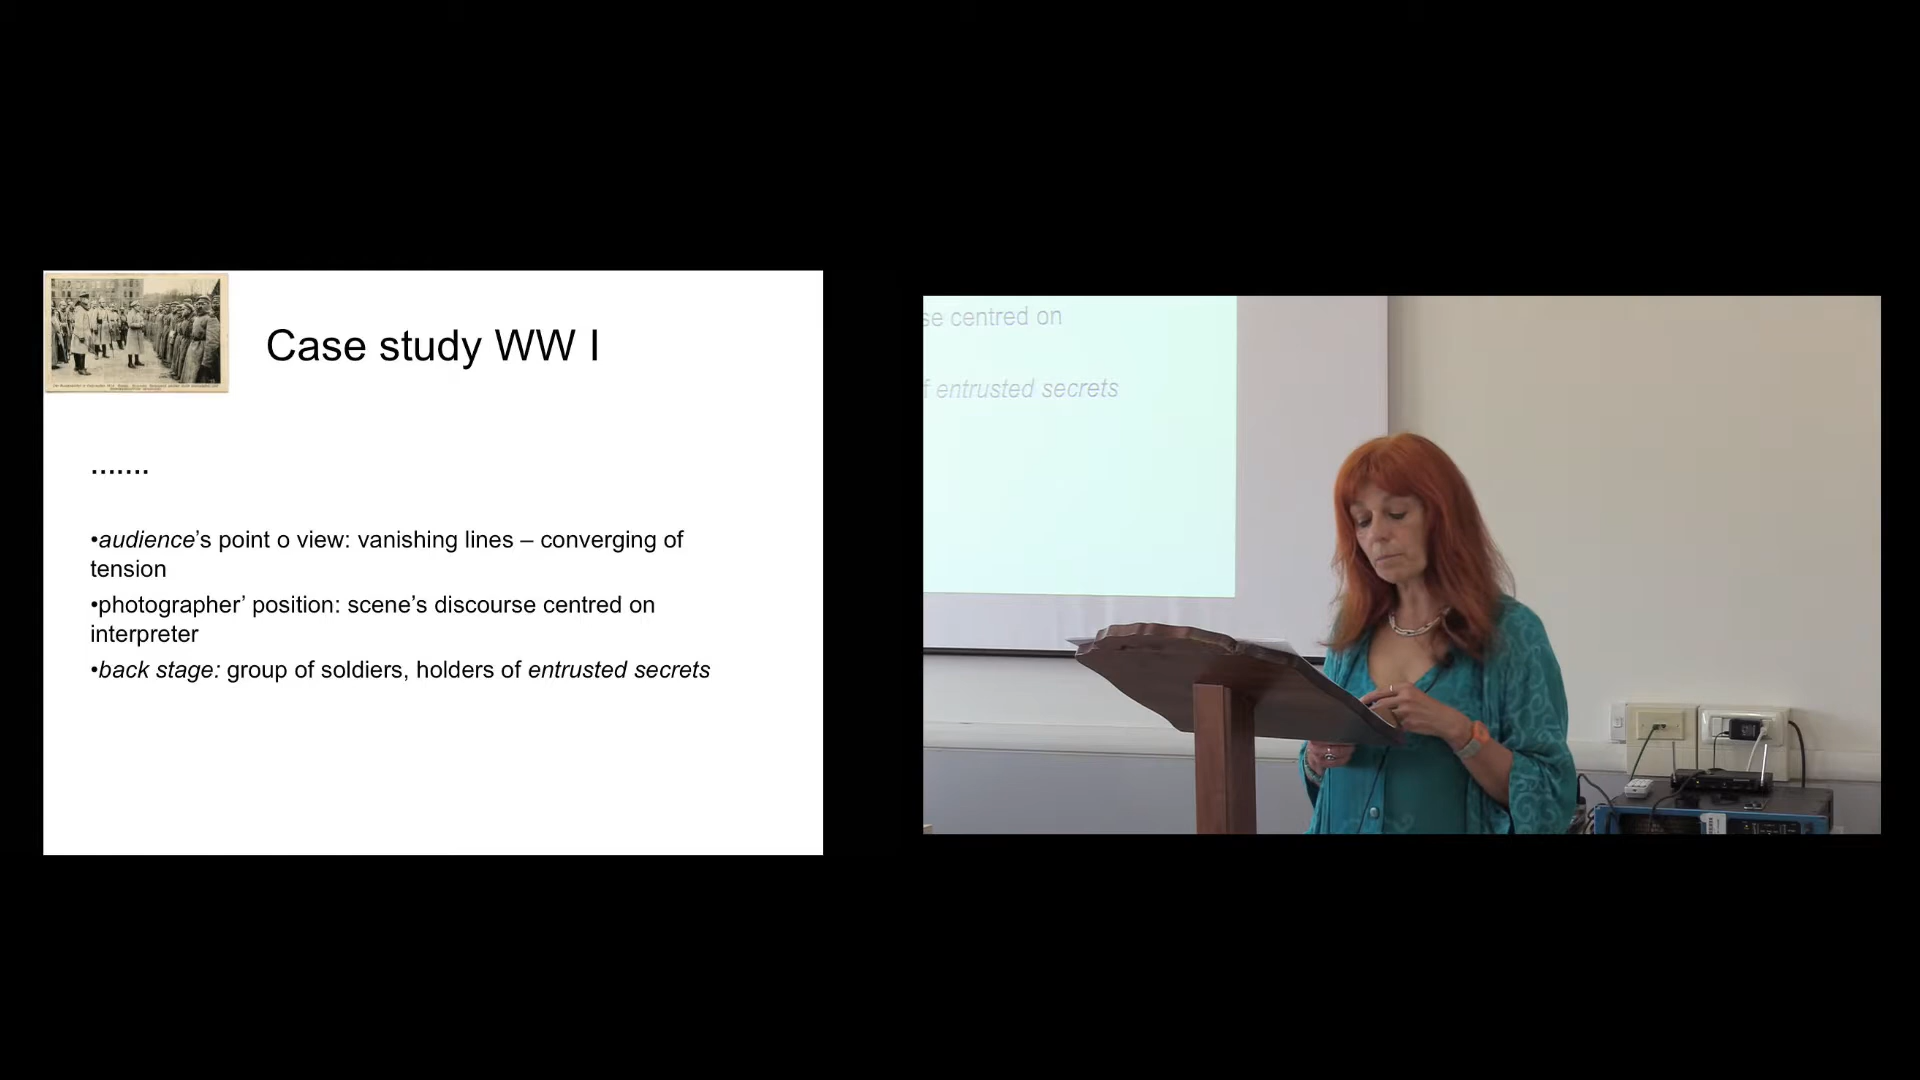 Case study WW I
.......
•audience’s point o view: vanishing lines – converging of
tension
•photographer’ position: scene’s discourse centred on
interpreter
•back stage: group of soldiers, holders of entrusted secrets
se centred on
f entrusted secrets